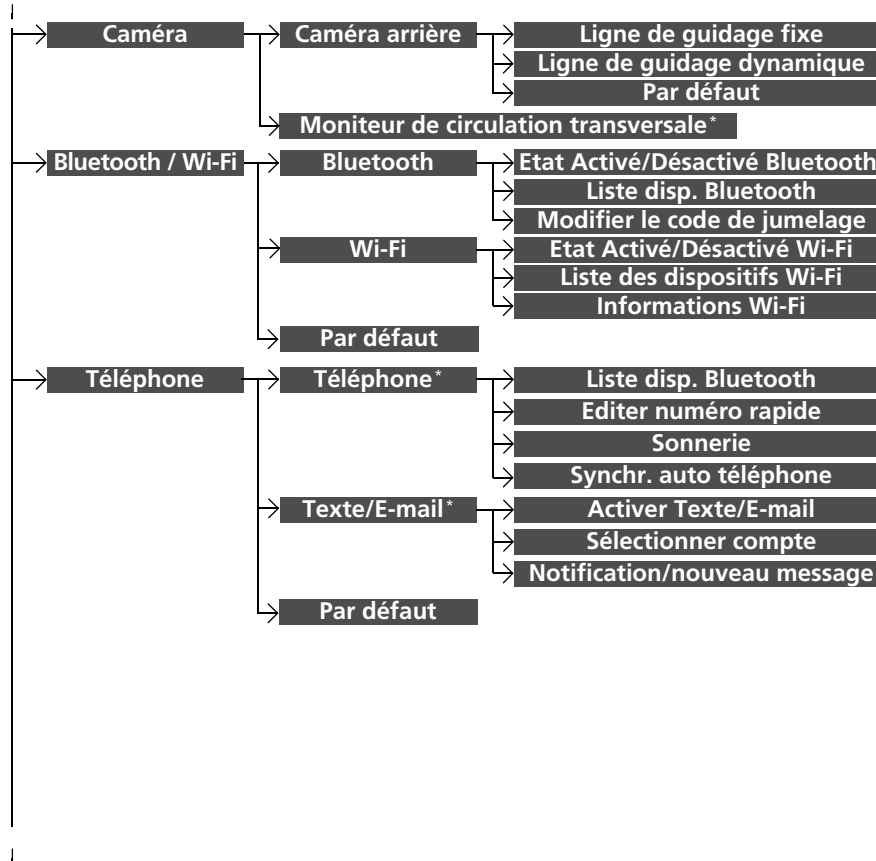 Caméra
Caméra arrière
Ligne de guidage fixe
Ligne de guidage dynamique
Par défaut
Moniteur de circulation transversale*
Bluetooth / Wi-Fi
Bluetooth
Etat Activé/Désactivé Bluetooth
Liste disp. Bluetooth
Modifier le code de jumelage
Wi-Fi
Etat Activé/Désactivé Wi-Fi
Liste des dispositifs Wi-Fi
Informations Wi-Fi
Par défaut
Téléphone
Téléphone*
Liste disp. Bluetooth
Editer numéro rapide
Sonnerie
Synchr. auto téléphone
Texte/E-mail*
Activer Texte/E-mail
Sélectionner compte
Notification/nouveau message
Par défaut